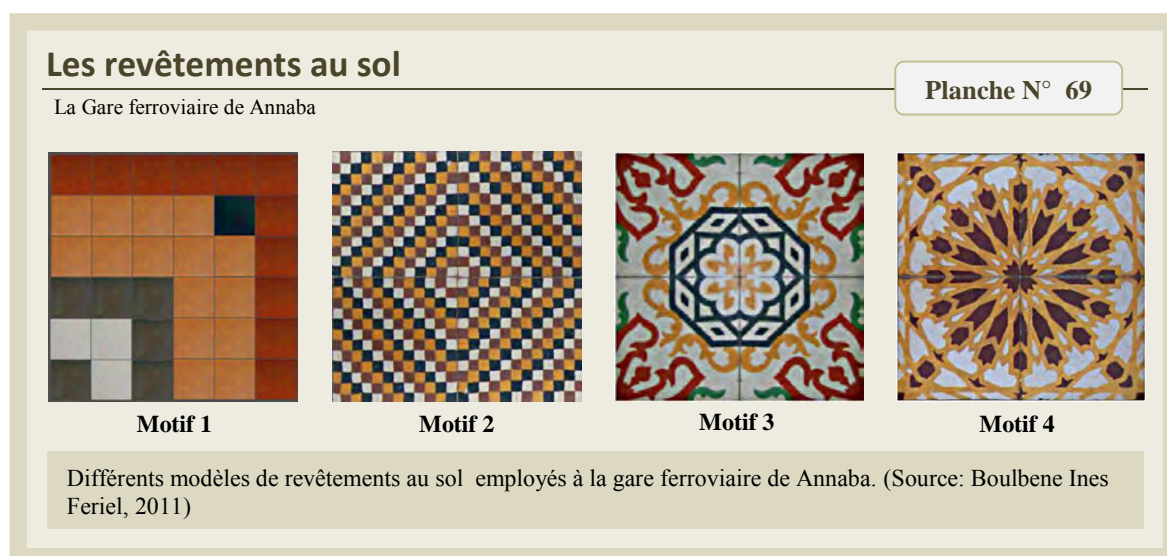 Les revêtements au sol
Planche N° 69
La Gare ferroviaire de Annaba
Motif 1
Motif 2
Motif 3
Motif 4
Différents modèles de revêtements au sol employés à la gare ferroviaire de Annaba. (Source: Boulbene Ines
Feriel, 2011)